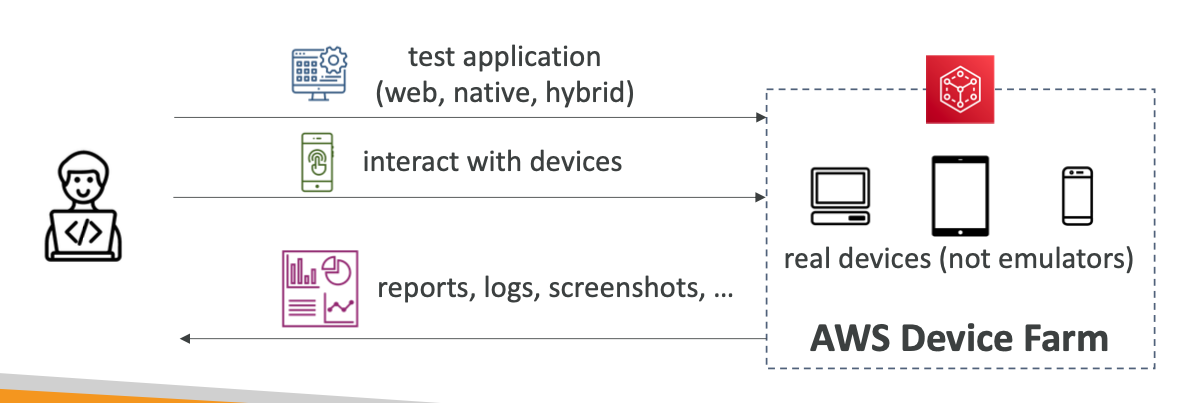 test application
(web, native, hybrid)
interact with devices
</>
real devices (not emulators)
reports, logs, screenshots, ...
AWS Device Farm